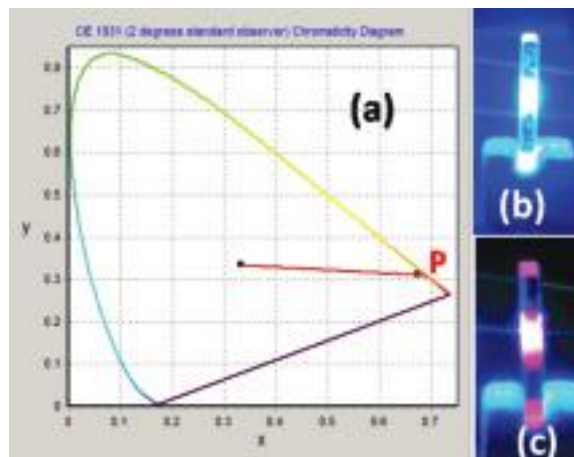 CIE 1931 (2 degrees standard observer) Chromaticity Diagram
(a)
0.8
0.7
0.6
0.5
y
0.4
0.3
0.2
0.1
0
P
0 0.1 0.2 0.3 0.4 0.5 0.6 0.7
x
(b)
(c)